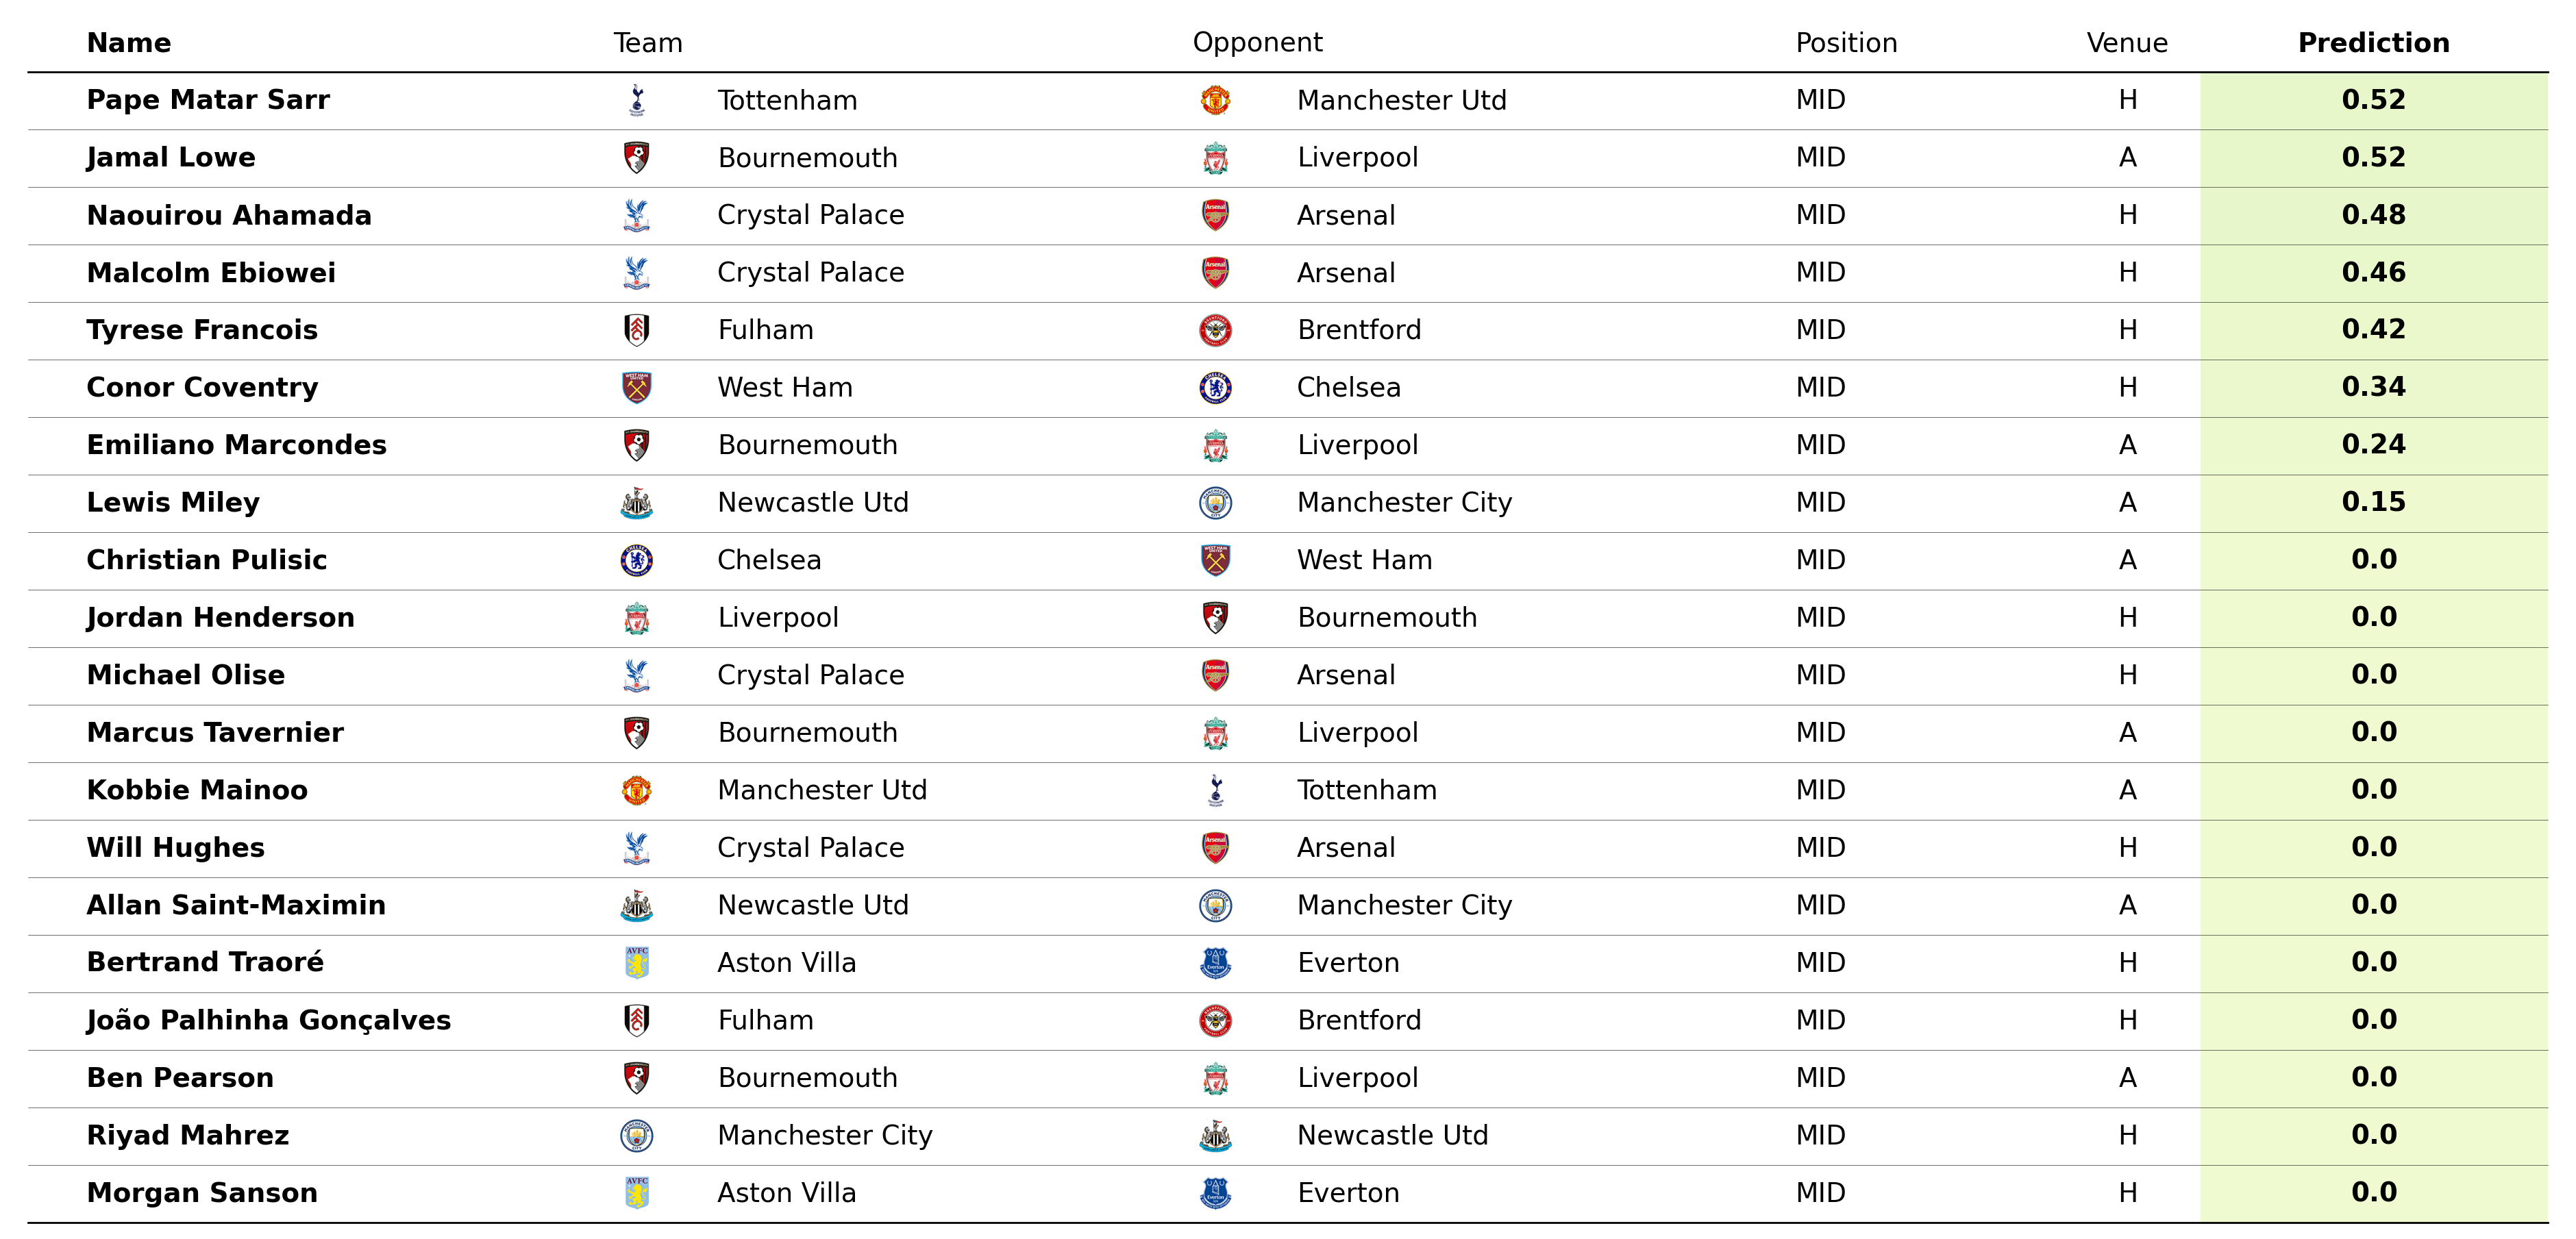 Name Team Opponent Position Venue Prediction
Pape Matar Sarr Tottenham Manchester Utd MID H 0.52
Jamal Lowe Bournemouth Liverpool MID A 0.52
Naouirou Ahamada Crystal Palace Arsenal MID H 0.48
Malcolm Ebiowei Crystal Palace Arsenal MID H 0.46
Tyrese Francois Fulham Brentford MID H 0.42
Conor Coventry West Ham Chelsea MID H 0.34
Emiliano Marcondes Bournemouth Liverpool MID A 0.24
Lewis Miley Newcastle Utd Manchester City MID A 0.15
Christian Pulisic Chelsea West Ham MID A 0.0
Jordan Henderson Liverpool Bournemouth MID H 0.0
Michael Olise Crystal Palace Arsenal MID H 0.0
Marcus Tavernier Bournemouth Liverpool MID A 0.0
Kobbie Mainoo Manchester Utd Tottenham MID A 0.0
Will Hughes Crystal Palace Arsenal MID H 0.0
Allan Saint-Maximin Newcastle Utd Manchester City MID A 0.0
Bertrand Traoré Aston Villa Everton MID H 0.0
João Palhinha Gonçalves Fulham Brentford MID H 0.0
Ben Pearson Bournemouth Liverpool MID A 0.0
Riyad Mahrez Manchester City Newcastle Utd MID H 0.0
Morgan Sanson Aston Villa Everton MID H 0.0